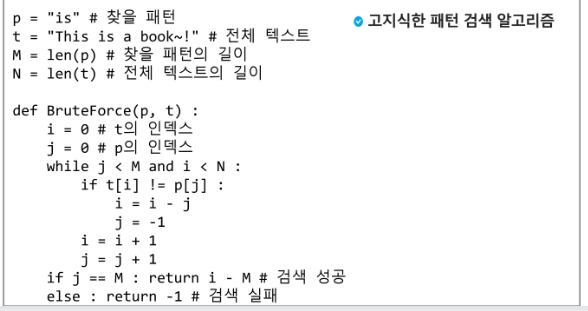 p = "is" # 찾을 패턴
고지식한 패턴 검색 알고리즘
t = "This is a book~!" # 전체 텍스트
M = len(p) # 찾을 패턴의 길이
N = len(t) # 전체 텍스트의 길이
def BruteForce(p, t) :
    i = 0 # t의 인덱스
    j = 0 # p의 인덱스
    while j < M and i < N :
        if t[i] != p[j] :
            i = i - j
            j = -1
        i = i + 1
        j = j + 1
    if j == M : return i - M # 검색 성공
    else : return -1 # 검색 실패